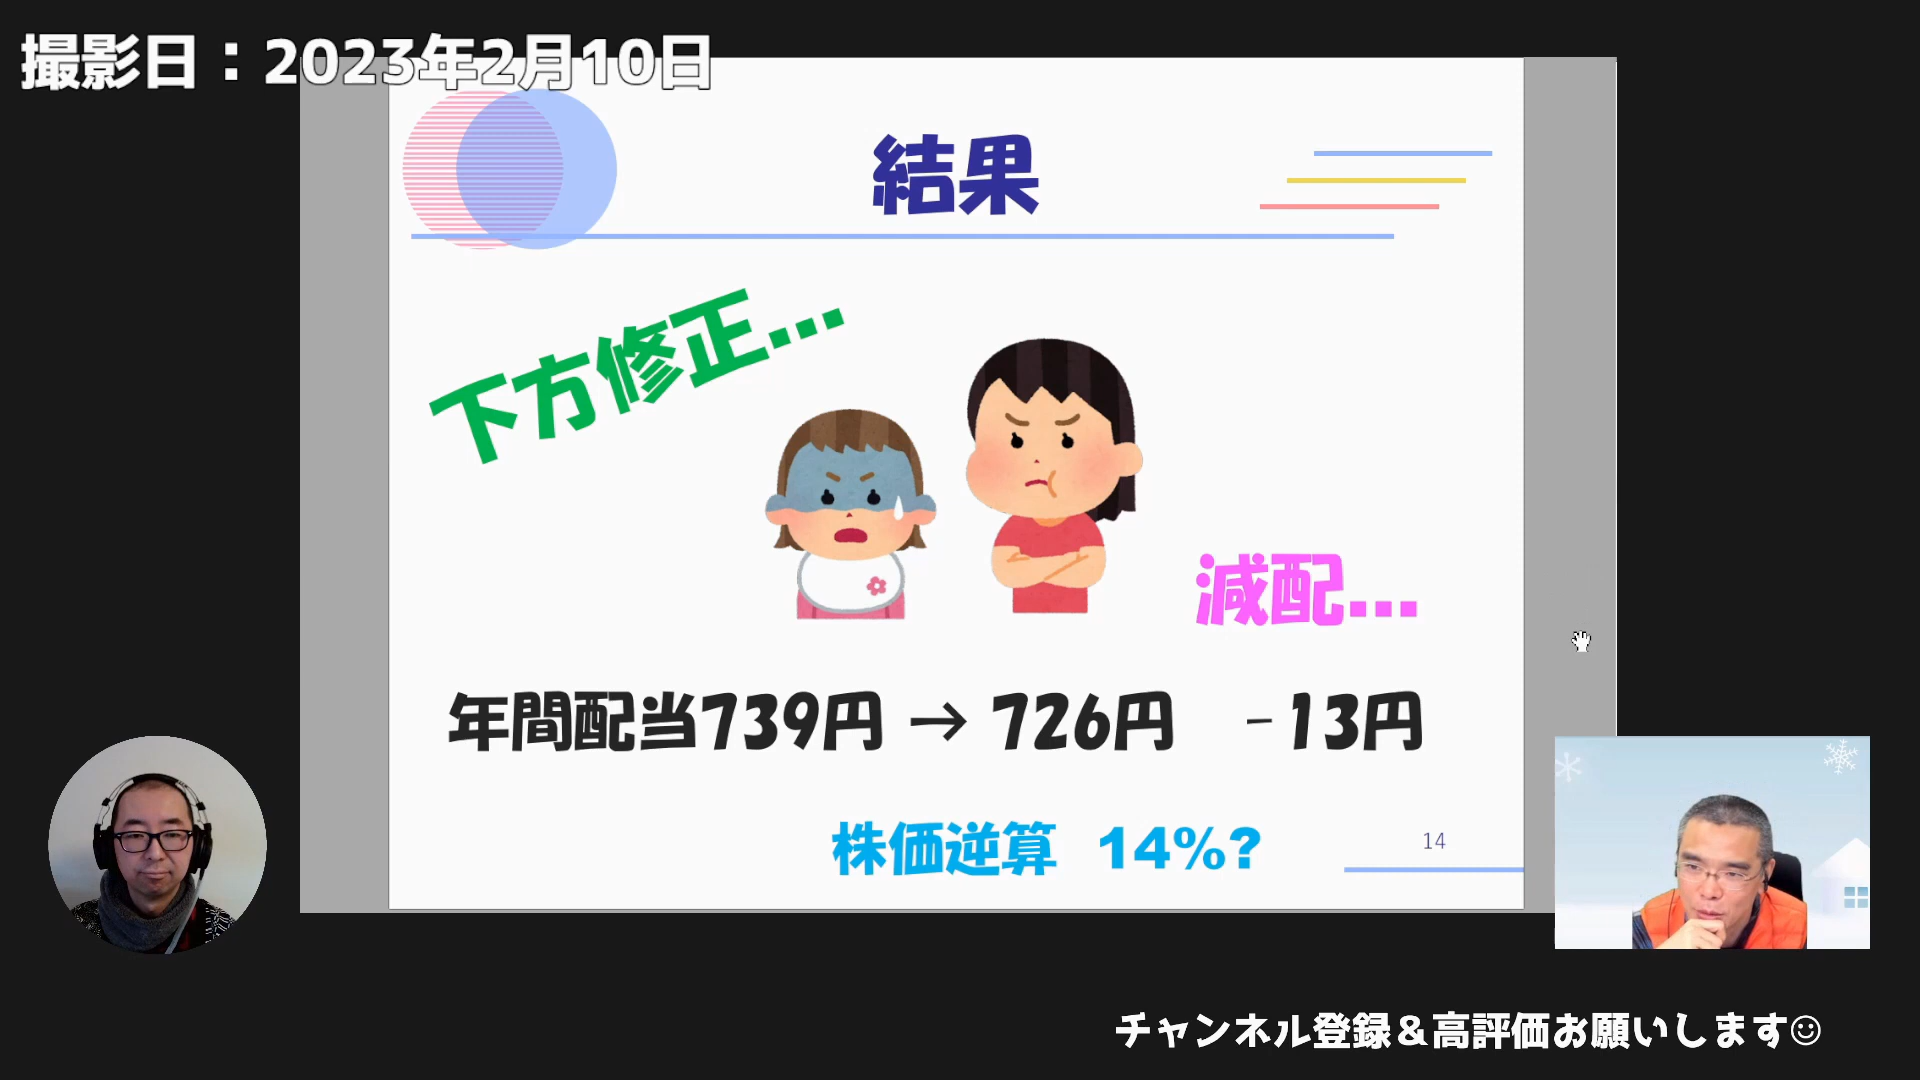 撮影日：2023年2月10日
結果
下方修正...
減配...
年間配当739円 → 726円　－13円
株価逆算　14%?
14
チャンネル登録＆高評価お願いします☺